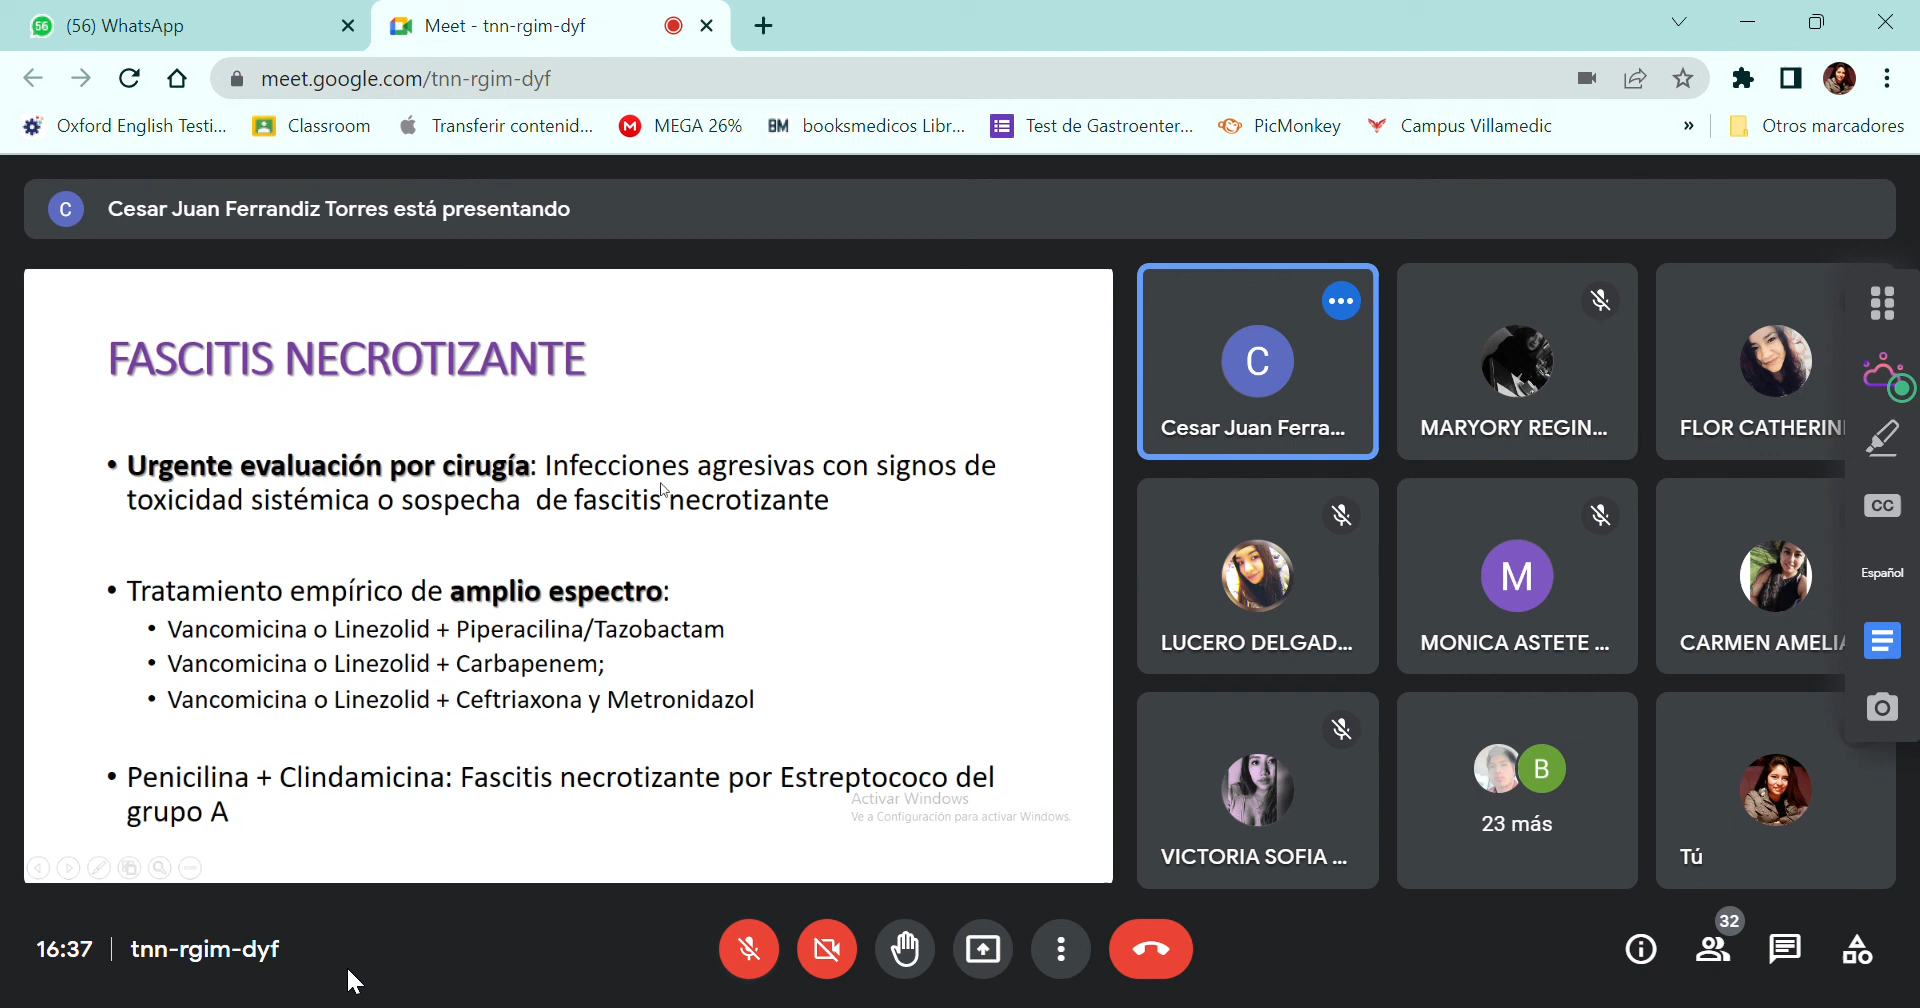 56
(56) WhatsApp
Meet - tnn-rgim-dyf
meet.google.com/tnn-rgim-dyf
Oxford English Testi...
Classroom
Transferir contenid...
M
MEGA 26%
BM
booksmedicos Libr...
Test de Gastroenter...
PicMonkey
Campus Villamedic
»
Otros marcadores
C
Cesar Juan Ferrandiz Torres está presentando
FASCITIS NECROTIZANTE
• Urgente evaluación por cirugía: Infecciones agresivas con signos de
toxicidad sistémica o sospecha de fascitis necrotizante
• Tratamiento empírico de amplio espectro:
• Vancomicina o Linezolid + Piperacilina/Tazobactam
• Vancomicina o Linezolid + Carbapenem;
• Vancomicina o Linezolid + Ceftriaxona y Metronidazol
• Penicilina + Clindamicina: Fascitis necrotizante por Estreptococo del
grupo A
Activar Windows
Ve a Configuración para activar Windows.
C
Cesar Juan Ferra...
MARYORY REGIN...
FLOR CATHERIN
LUCERO DELGAD...
M
MONICA ASTETE ...
CARMEN AMELIA
VICTORIA SOFIA ...
B
23 más
Tú
CC
Español
16:37
tnn-rgim-dyf
32